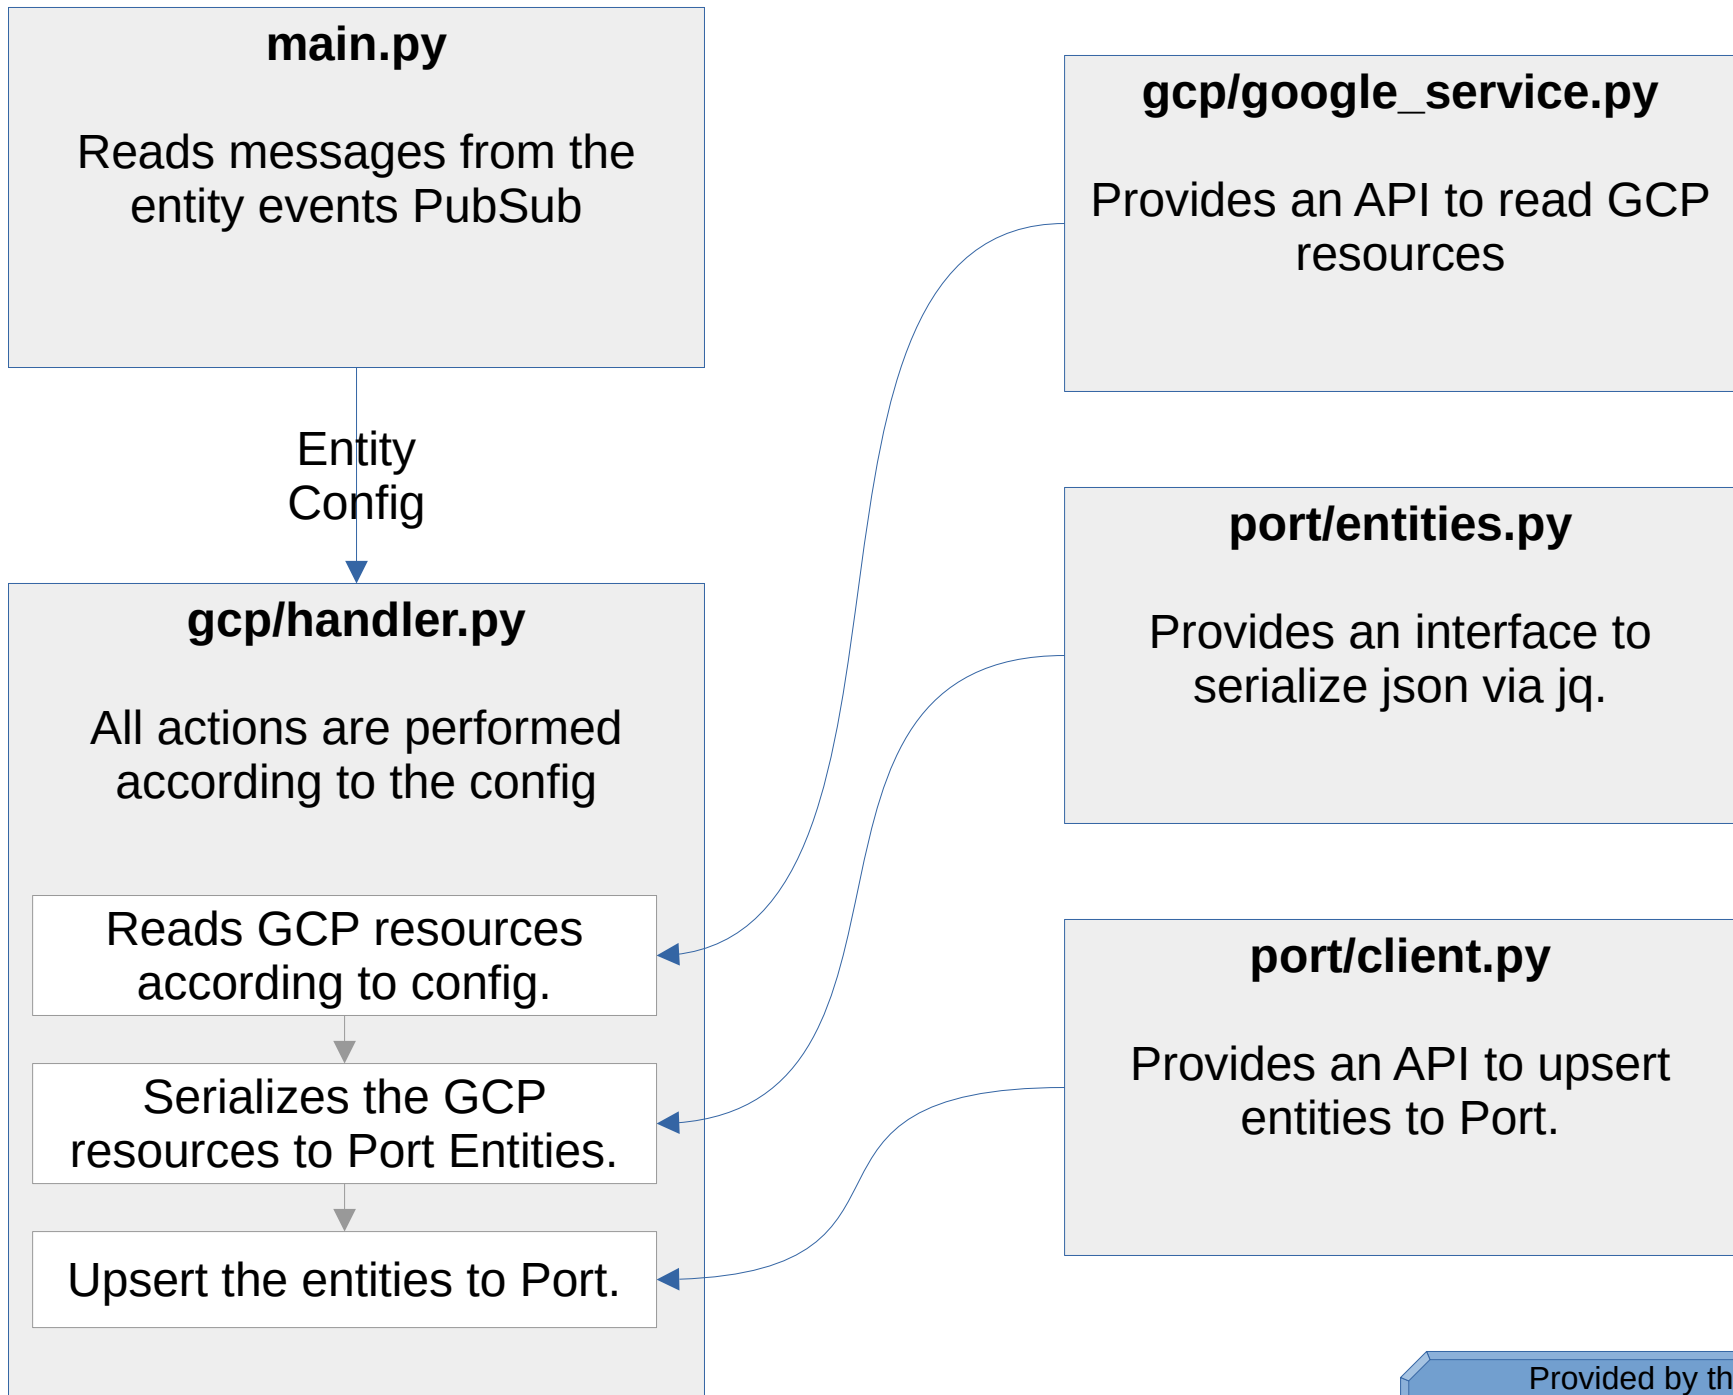 main.py
Reads messages from the
entity events PubSub
Entity
Config
gcp/handler.py
All actions are performed
according to the config
Reads GCP resources
according to config.
Serializes the GCP
resources to Port Entities.
Upsert the entities to Port.
gcp/google_service.py
Provides an API to read GCP
resources
port/entities.py
Provides an interface to
serialize json via jq.
port/client.py
Provides an API to upsert
entities to Port.
Provided by